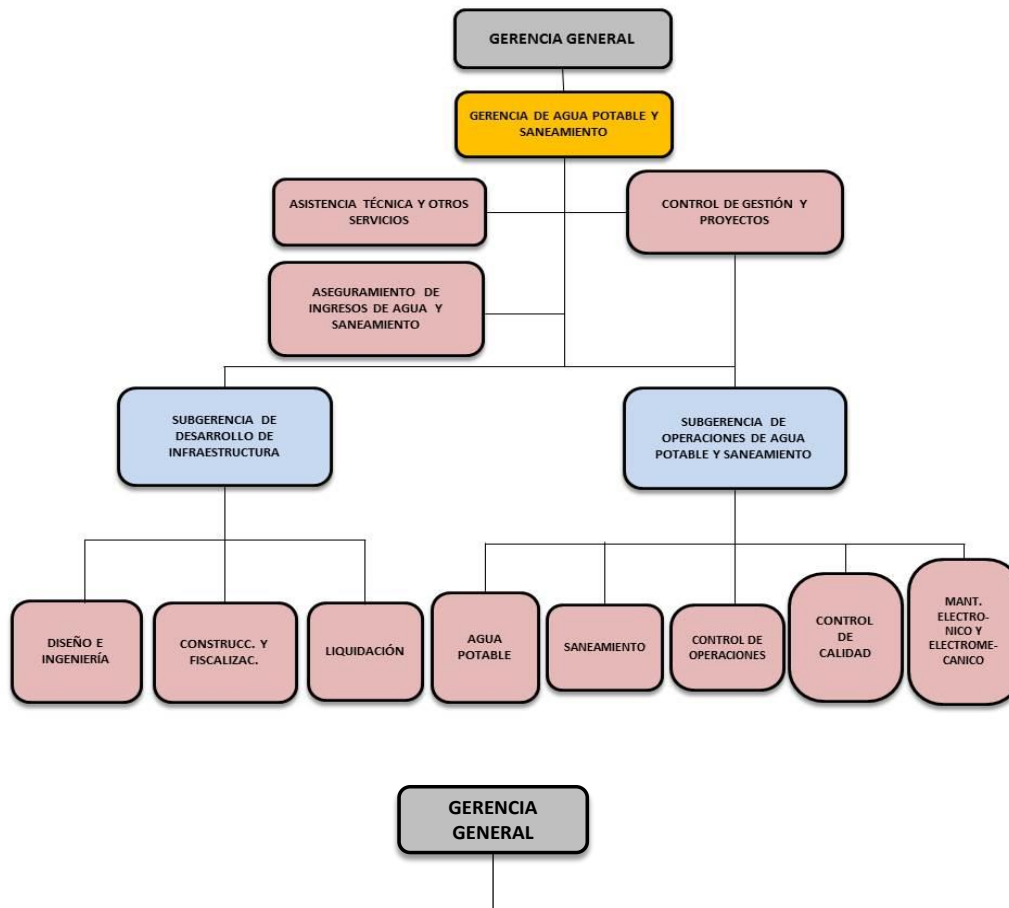 GERENCIA GENERAL
GERENCIA DE AGUA POTABLE Y
SANEAMIENTO
ASISTENCIA TÉCNICA Y OTROS
SERVICIOS
CONTROL DE GESTIÓN Y
PROYECTOS
ASEGURAMIENTO DE
INGRESOS DE AGUA Y
SANEAMIENTO
SUBGERENCIA DE
DESARROLLO DE
INFRAESTRUCTURA
SUBGERENCIA DE
OPERACIONES DE AGUA
POTABLE Y SANEAMIENTO
DISEÑO E
INGENIERÍA
CONSTRUCC. Y
FISCALIZAC.
LIQUIDACIÓN
AGUA
POTABLE
SANEAMIENTO
CONTROL DE
OPERACIONES
CONTROL
DE
CALIDAD
MANT.
ELECTRO-
NICO Y
ELECTROME-
CANICO
GERENCIA
GENERAL